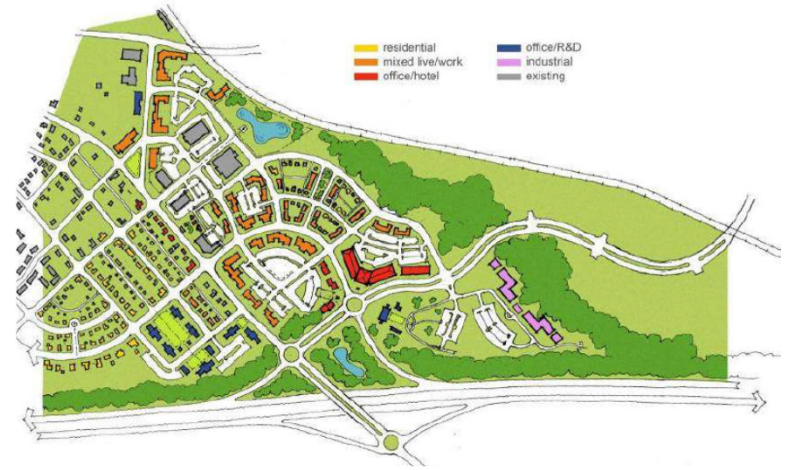 residential
mixed live/work
office/hotel
office/R&D
industrial
existing